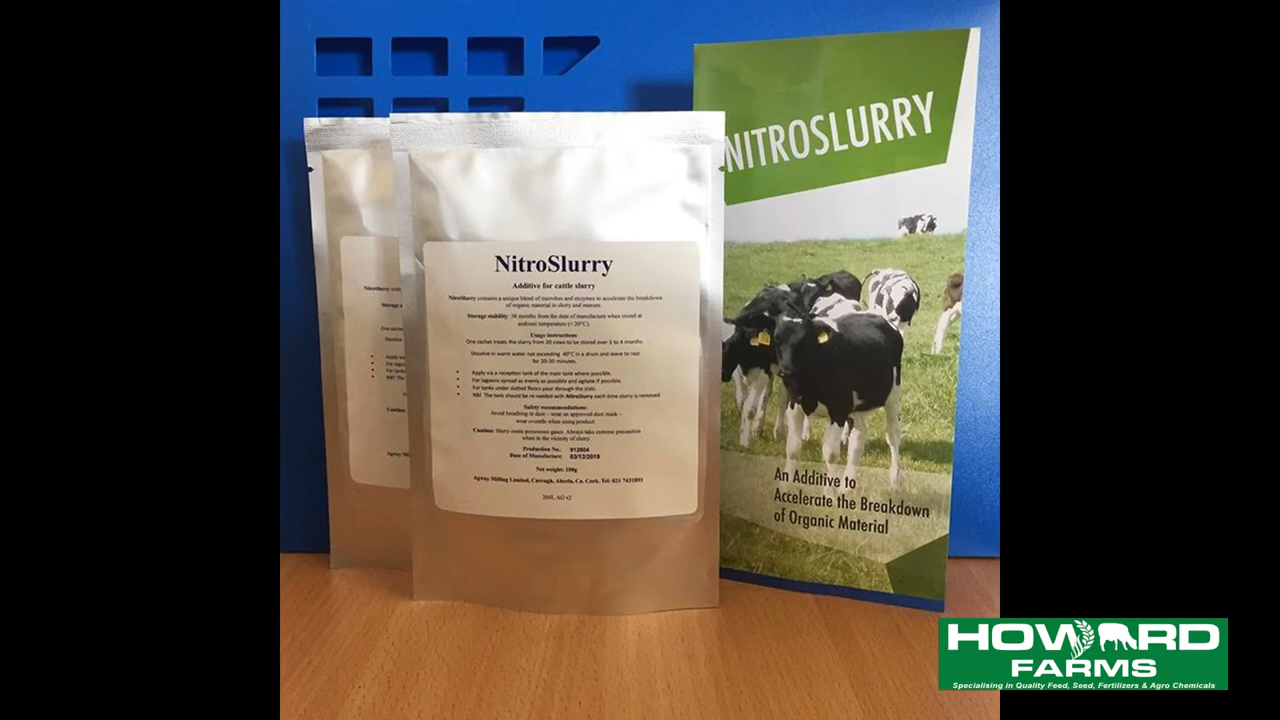 NitroSlurry
Additive for cattle slurry
NitroSlurry contains a unique blend of microbes and enzymes to accelerate the breakdown
of organic material in slurry and manure.
Storage stability: 36 months from the date of manufacture when stored at
ambient temperature (< 20°C).
Usage instructions:
One sachet treats the slurry from 20 cows to be stored over 3 to 4 months.
Dissolve in warm water not exceeding 40°C in a drum and leave to rest
for 20-30 minutes.
• Apply via a reception tank of the main tank where possible.
• For lagoons spread as evenly as possible and agitate if possible.
• For tanks under slatted floors pour through the slats.
• NB! The tank should be re-seeded with NitroSlurry each time slurry is removed
Safety recommendations:
Avoid breathing in dust – wear an approved dust mask –
wear overalls when using product.
Caution: Slurry emits poisonous gases. Always take extreme precaution
when in the vicinity of slurry.
Production No.: 912604
Date of Manufacture: 03/12/2019
Net weight: 100g
Agway Milling Limited, Curragh, Aherla, Co. Cork. Tel: 021 7431891
204L AG v2
NITROSLURRY
An Additive to
Accelerate the Breakdown
of Organic Material
HOWARD
FARMS
Specialising in Quality Feed, Seed, Fertilizers & Agro Chemicals